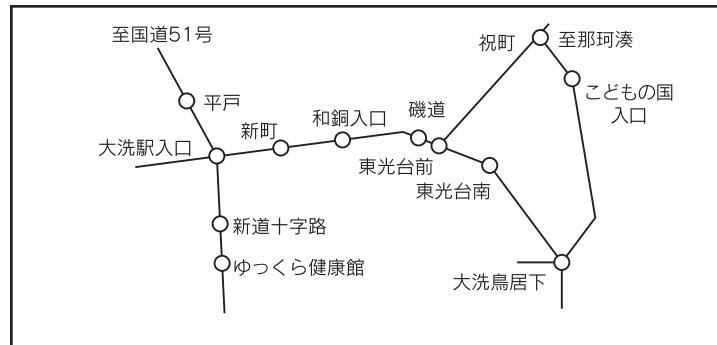 至国道51号
平戸
大洗駅入口
新町
和銅入口
磯道
祝町
至那珂湊
こどもの国
入口
東光台前
東光台南
新道十字路
ゆっくら健康館
大洗鳥居下